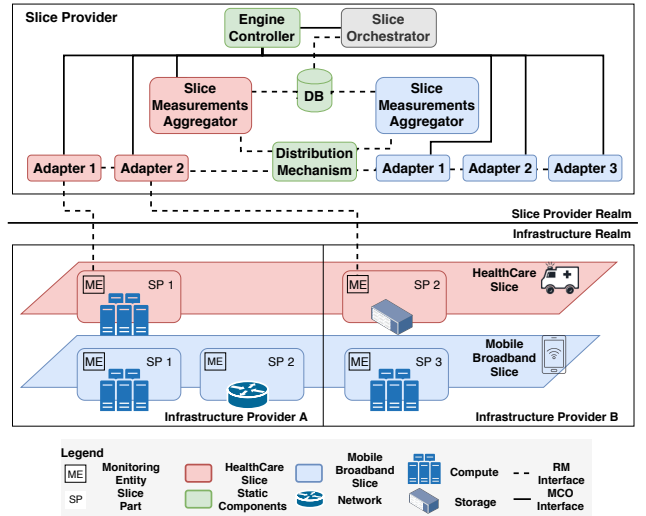 Slice Provider
Engine
Controller
Slice
Orchestrator
Slice
Measurements
Aggregator
DB
Slice
Measurements
Aggregator
Distribution
Mechanism
Adapter 1
Adapter 2
Adapter 1
Adapter 2
Adapter 3
Slice Provider Realm
Infrastructure Realm
ME
SP 1
ME
SP 2
HealthCare
Slice
ME
SP 1
ME
SP 2
ME
SP 3
Mobile
Broadband
Slice
Infrastructure Provider A
Infrastructure Provider B
Legend
ME
Monitoring
Entity
SP
Slice
Part
HealthCare
Slice
Static
Components
Mobile
Broadband
Slice
Network
Compute
Storage
RM
Interface
MCO
Interface